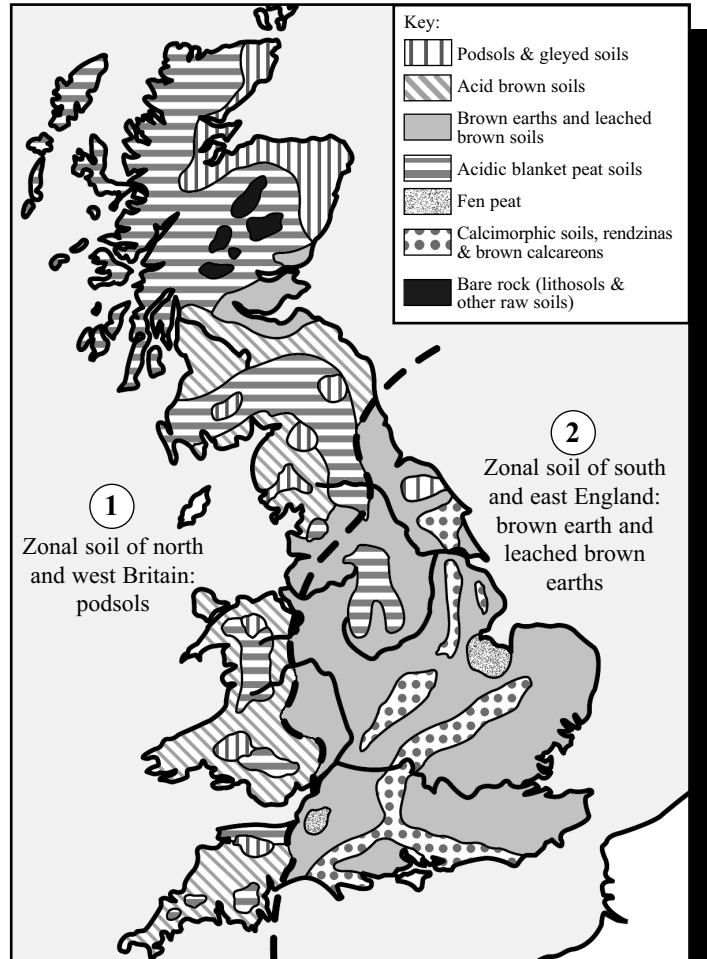 Key:
Podsols & gleyed soils
Acid brown soils
Brown earths and leached
brown soils
Acidic blanket peat soils
Fen peat
Calcimorphic soils, rendzinas
& brown calcareons
Bare rock (lithosols &
other raw soils)
1
Zonal soil of north
and west Britain:
podsols
2
Zonal soil of south
and east England:
brown earth and
leached brown
earths